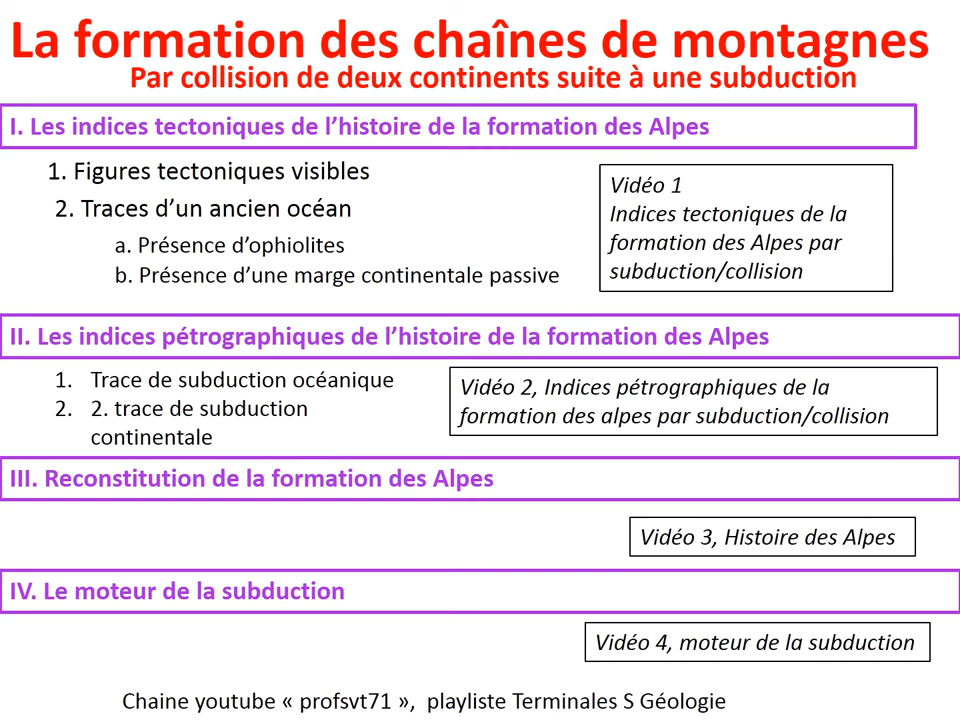 La formation des chaînes de montagnes
Par collision de deux continents suite à une subduction
I. Les indices tectoniques de l’histoire de la formation des Alpes
1. Figures tectoniques visibles
2. Traces d’un ancien océan
a. Présence d’ophiolites
b. Présence d’une marge continentale passive
Vidéo 1
Indices tectoniques de la
formation des Alpes par
subduction/collision
II. Les indices pétrographiques de l’histoire de la formation des Alpes
1. Trace de subduction océanique
2. 2. trace de subduction
continentale
Vidéo 2, Indices pétrographiques de la
formation des alpes par subduction/collision
III. Reconstitution de la formation des Alpes
Vidéo 3, Histoire des Alpes
IV. Le moteur de la subduction
Vidéo 4, moteur de la subduction
Chaine youtube « profsvt71 », playliste Terminales S Géologie